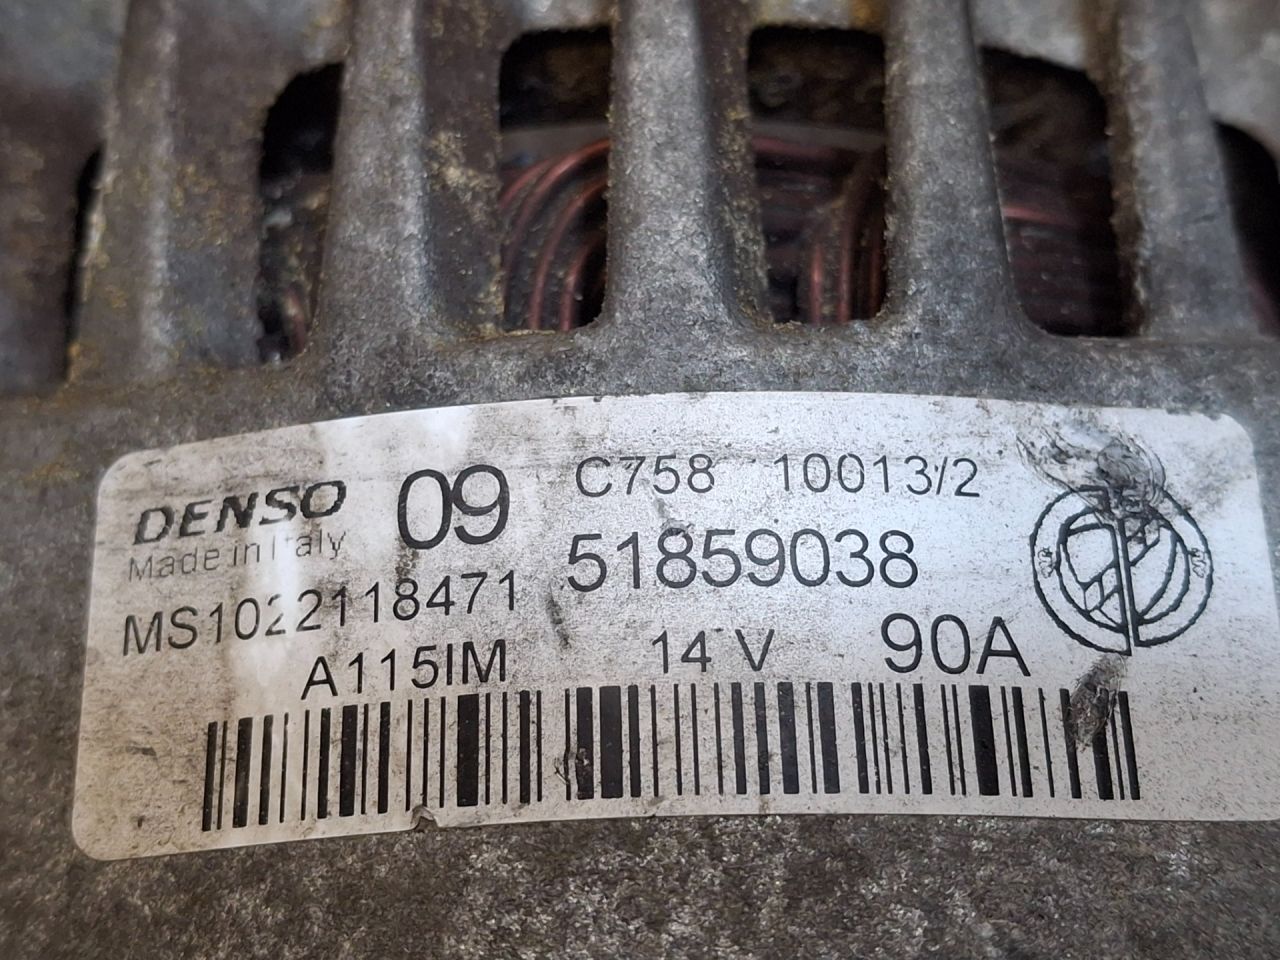 DENSO 09 C758 10013/2
Made in Italy 51859038
MS1022118471
A115IM 14 V 90A